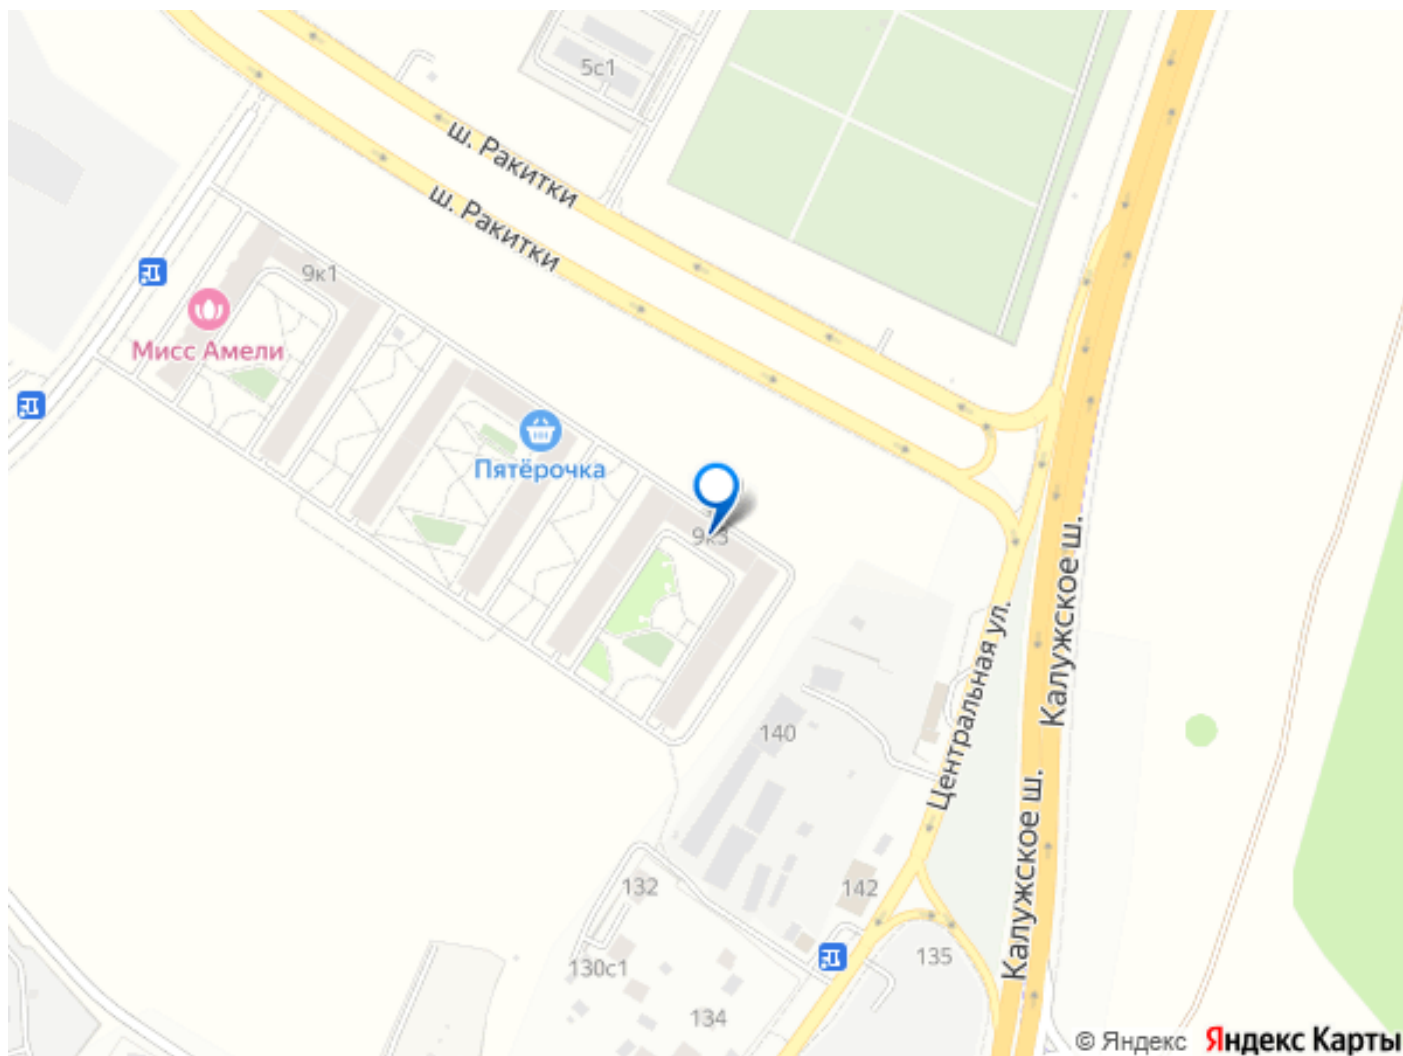 5с1
ш. Ракитки
ш. Ракитки
9к1
Мисс Амели
Пятёрочка
9к3
Калужское ш.
Центральная ул.
140
Калужское ш.
132
142
130с1
135
134
© Яндекс Яндекс Карты